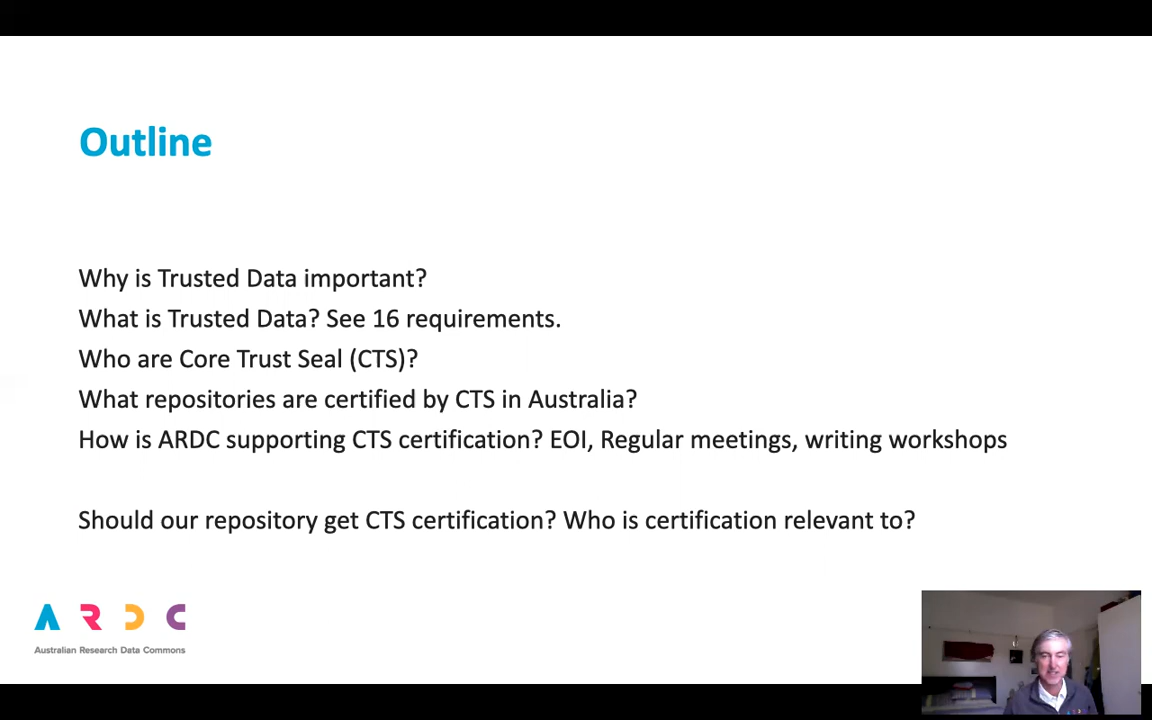 Outline
Why is Trusted Data important?
What is Trusted Data? See 16 requirements.
Who are Core Trust Seal (CTS)?
What repositories are certified by CTS in Australia?
How is ARDC supporting CTS certification? EOI, Regular meetings, writing workshops
Should our repository get CTS certification? Who is certification relevant to?
ARDC
Australian Research Data Commons